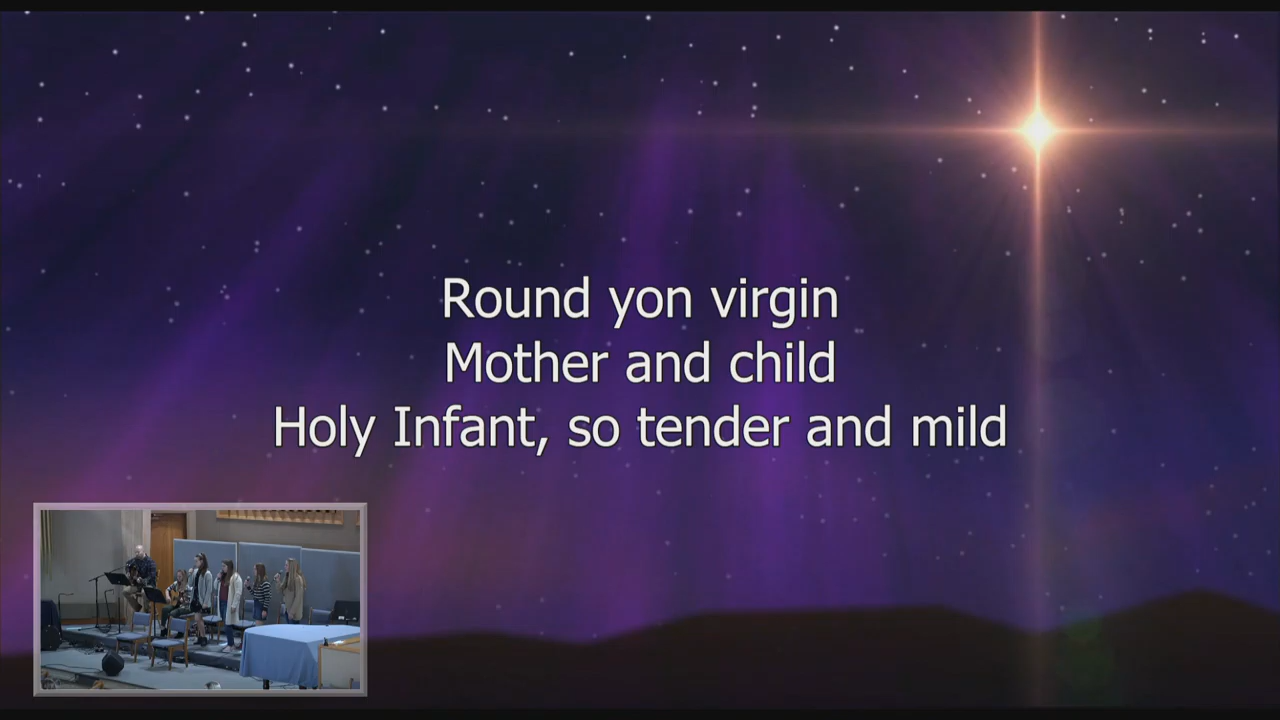 Round yon virgin
Mother and child
Holy Infant, so tender and mild